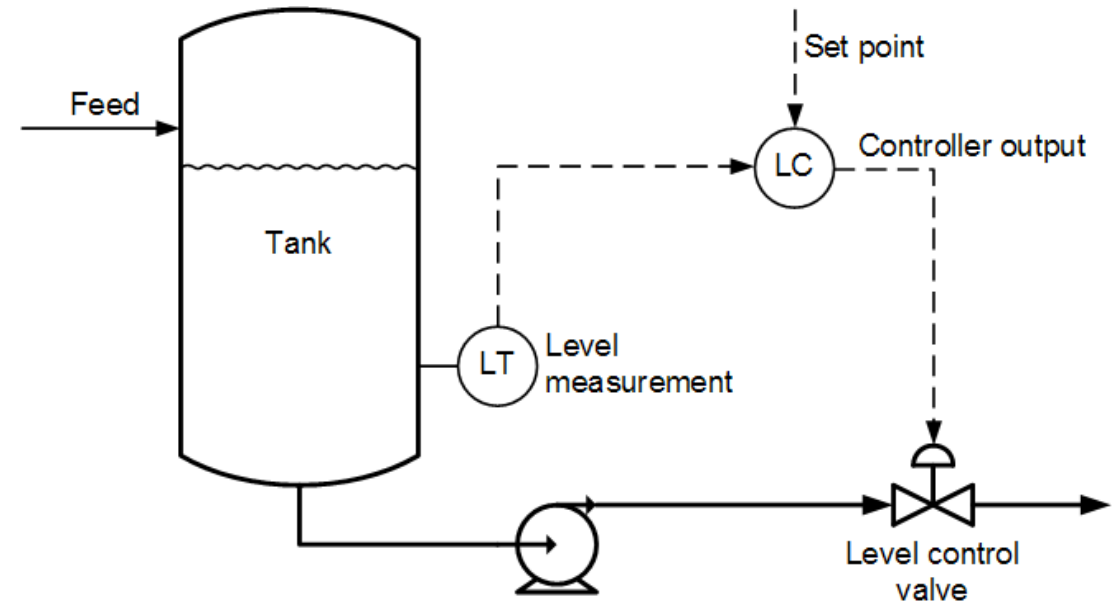 Set point
Feed
Controller output
LC
Tank
Level
measurement
LT
Level control
valve